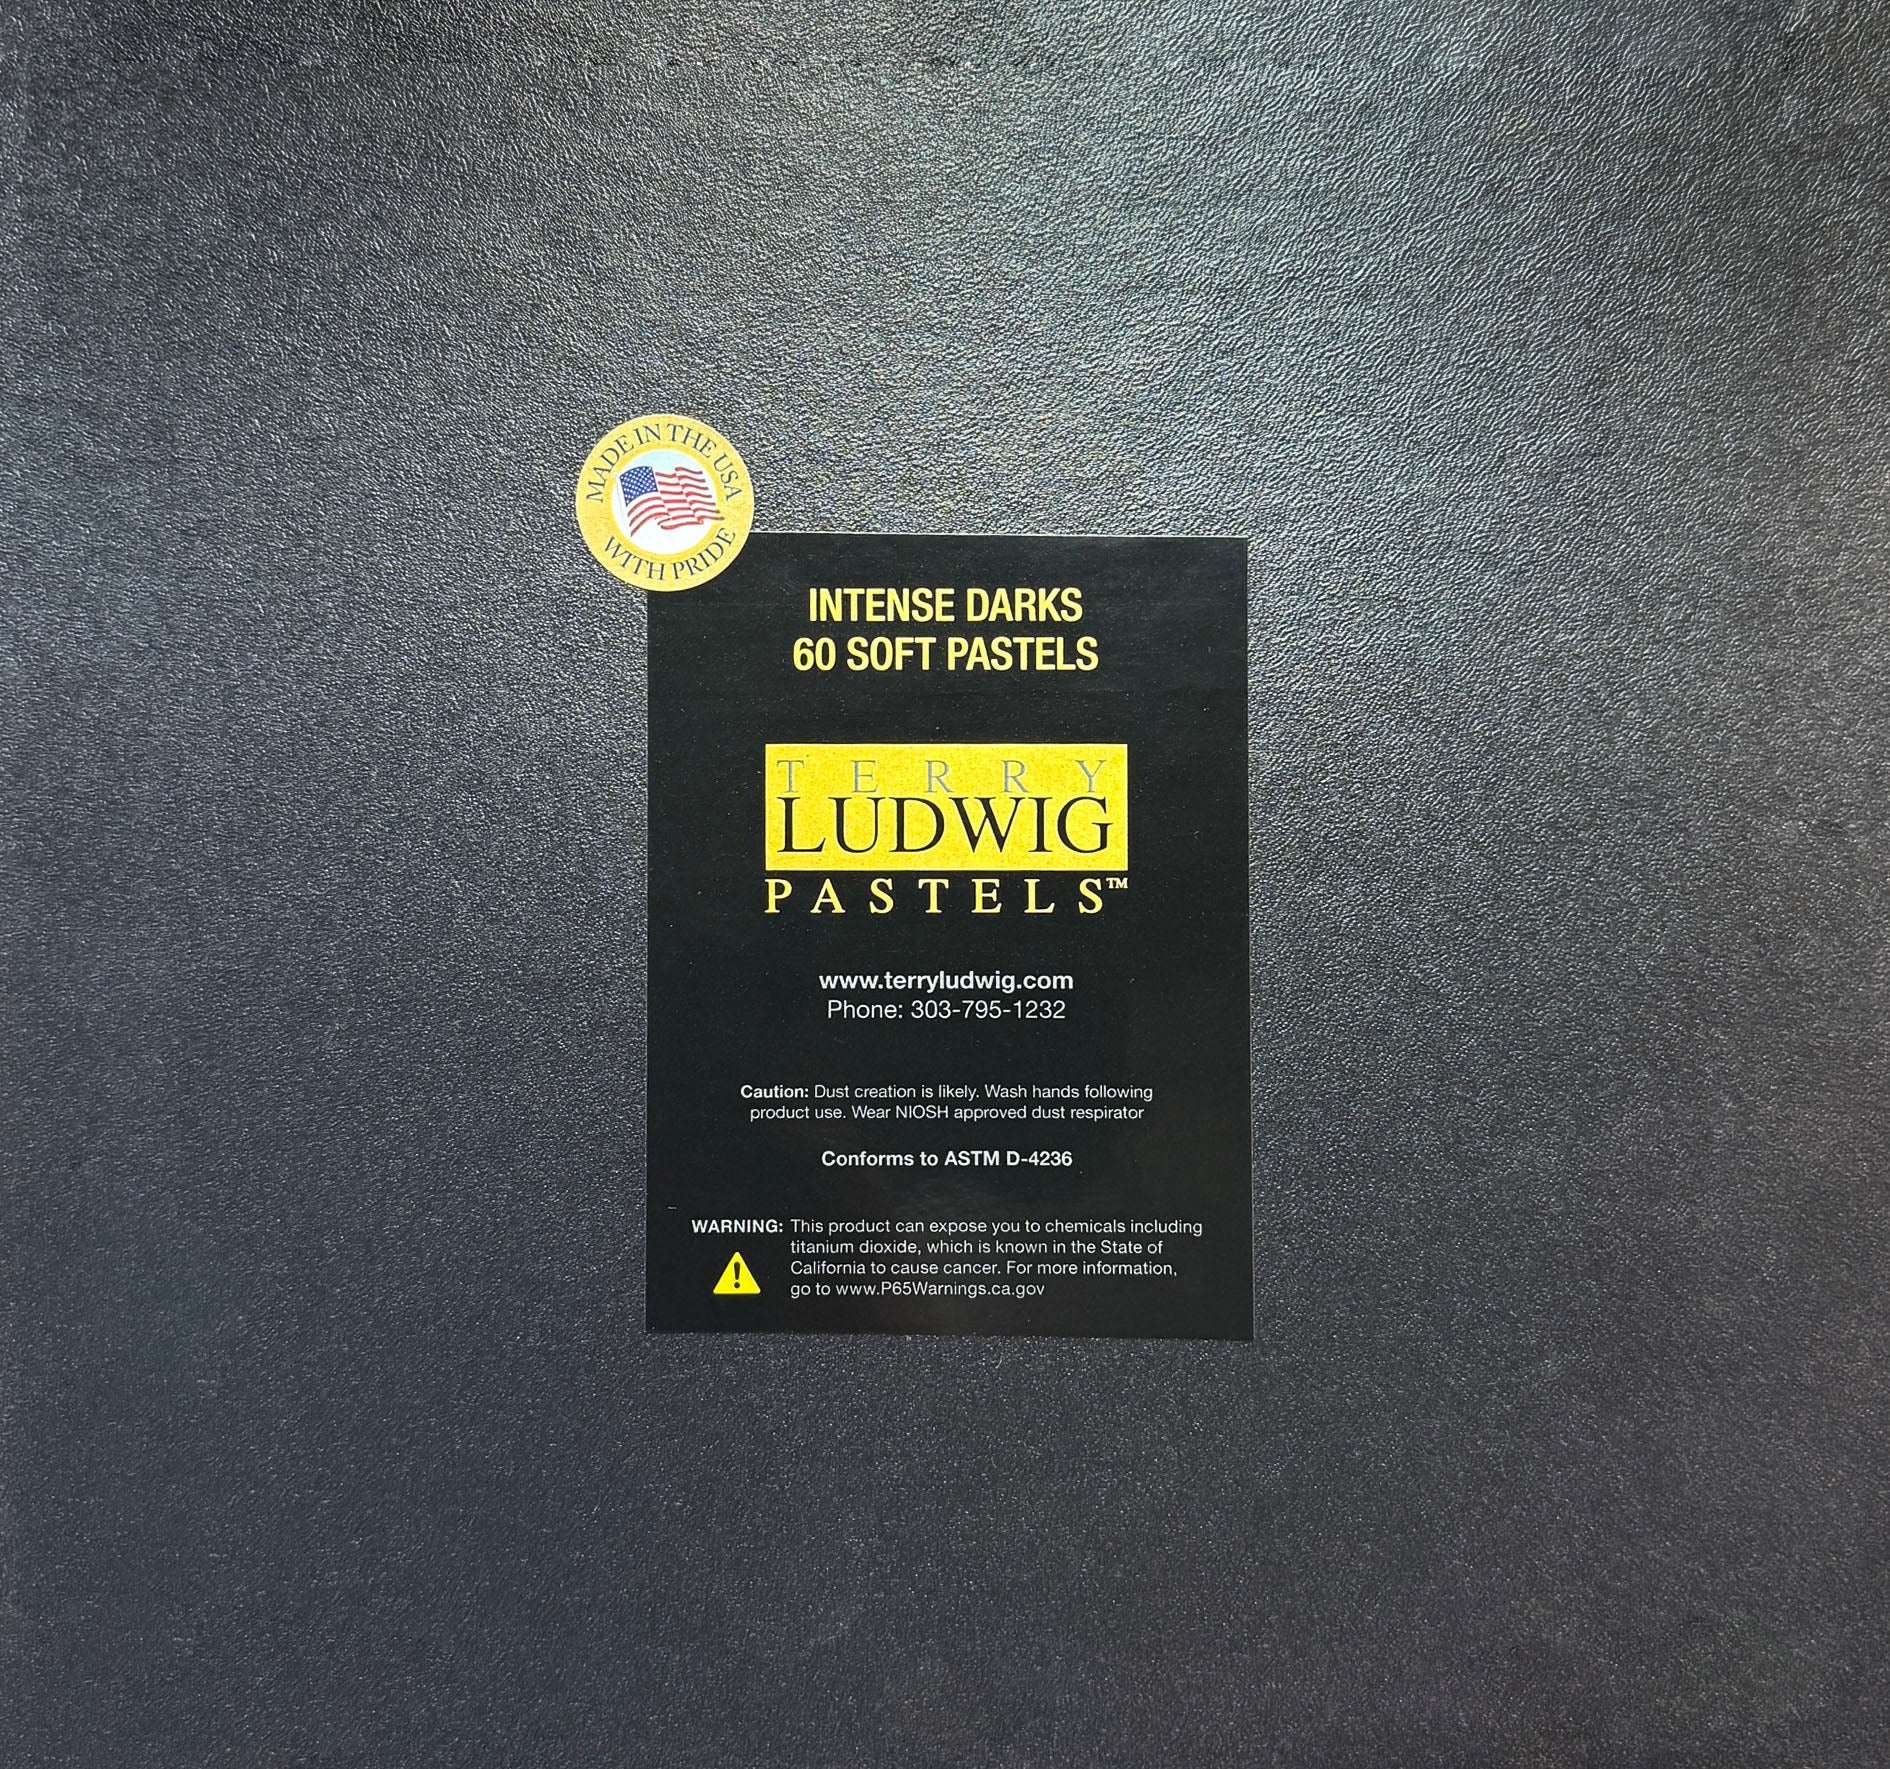 MADE IN THE USA
WITH PRIDE
INTENSE DARKS
60 SOFT PASTELS
TERRY
LUDWIG
PASTELS™
www.terryludwig.com
Phone: 303-795-1232
Caution: Dust creation is likely. Wash hands following
product use. Wear NIOSH approved dust respirator
Conforms to ASTM D-4236
WARNING: This product can expose you to chemicals including
titanium dioxide, which is known in the State of
California to cause cancer. For more information,
go to www.P65Warnings.ca.gov